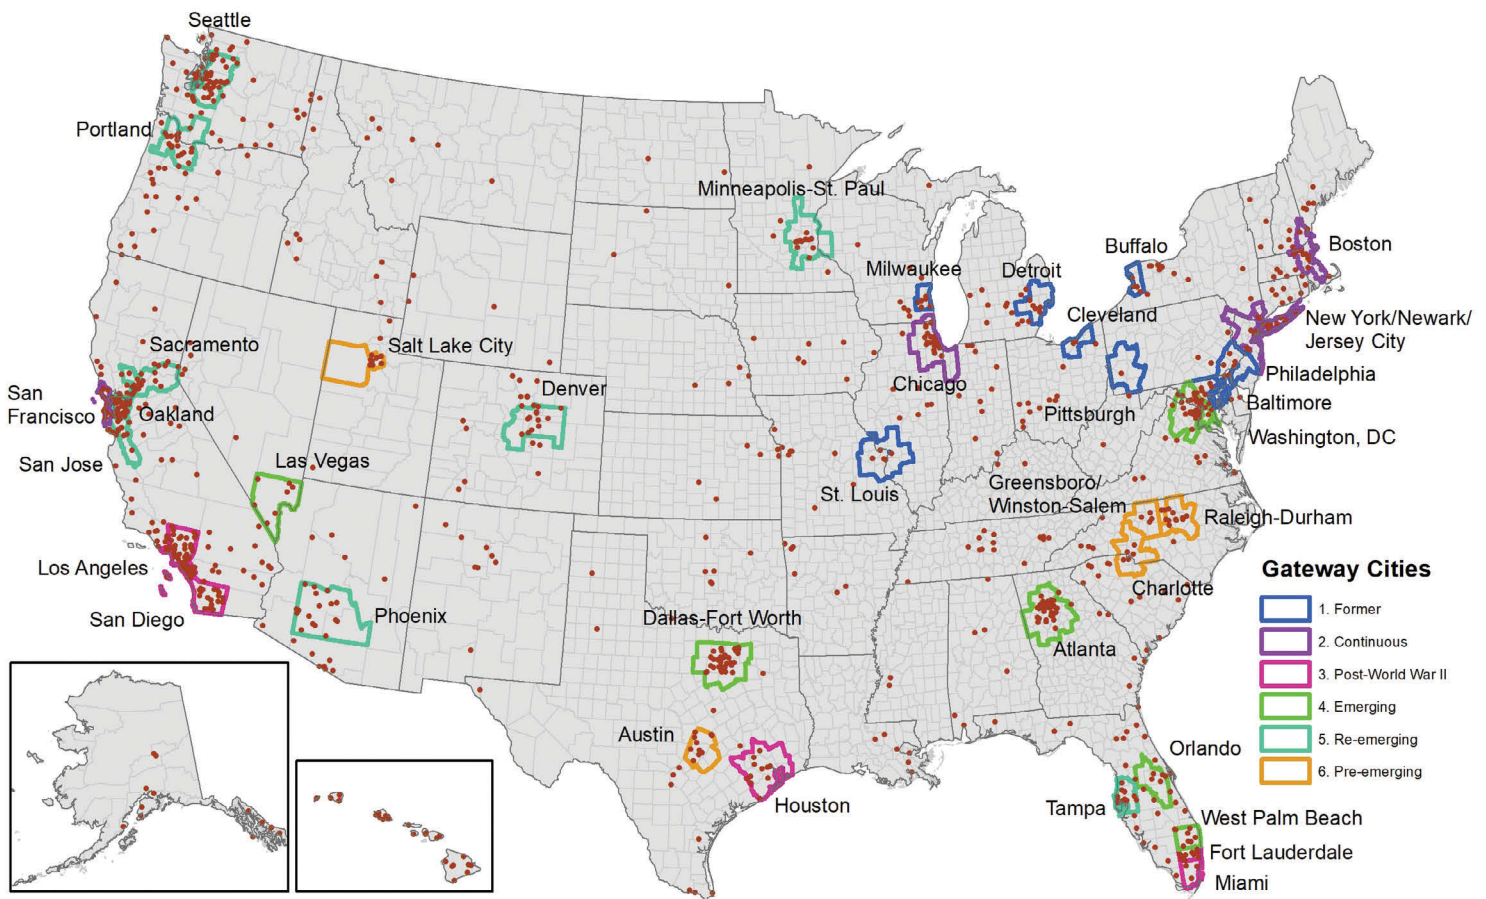 Seattle
Portland
Minneapolis-St. Paul
Milwaukee
Detroit
Buffalo
Boston
Cleveland
New York/Newark/
Jersey City
Sacramento
Salt Lake City
Denver
Chicago
Philadelphia
San
Francisco
Oakland
Pittsburgh
Baltimore
Washington, DC
San Jose
Las Vegas
St. Louis
Greensboro/
Winston-Salem
Raleigh-Durham
Los Angeles
San Diego
Phoenix
Dallas-Fort Worth
Charlotte
Atlanta
Gateway Cities
1. Former
2. Continuous
3. Post-World War II
4. Emerging
5. Re-emerging
6. Pre-emerging
Austin
Houston
Orlando
Tampa
West Palm Beach
Fort Lauderdale
Miami